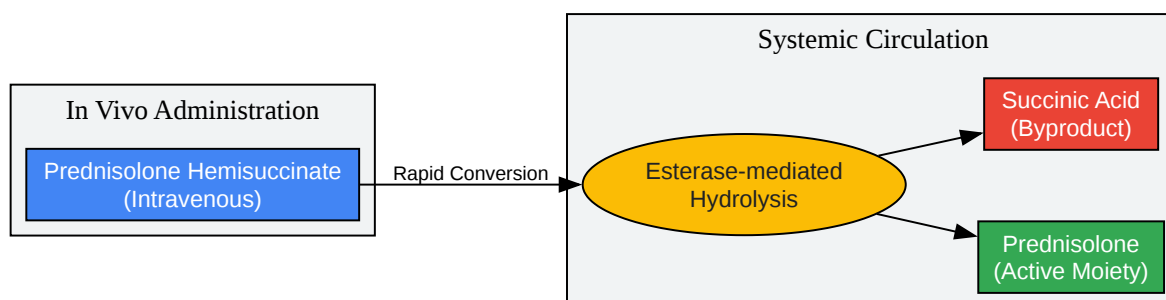 Systemic Circulation
In Vivo Administration
Prednisolone Hemisuccinate
(Intravenous)
Rapid Conversion
Esterase-mediated
Hydrolysis
Succinic Acid
(Byproduct)
Prednisolone
(Active Moiety)